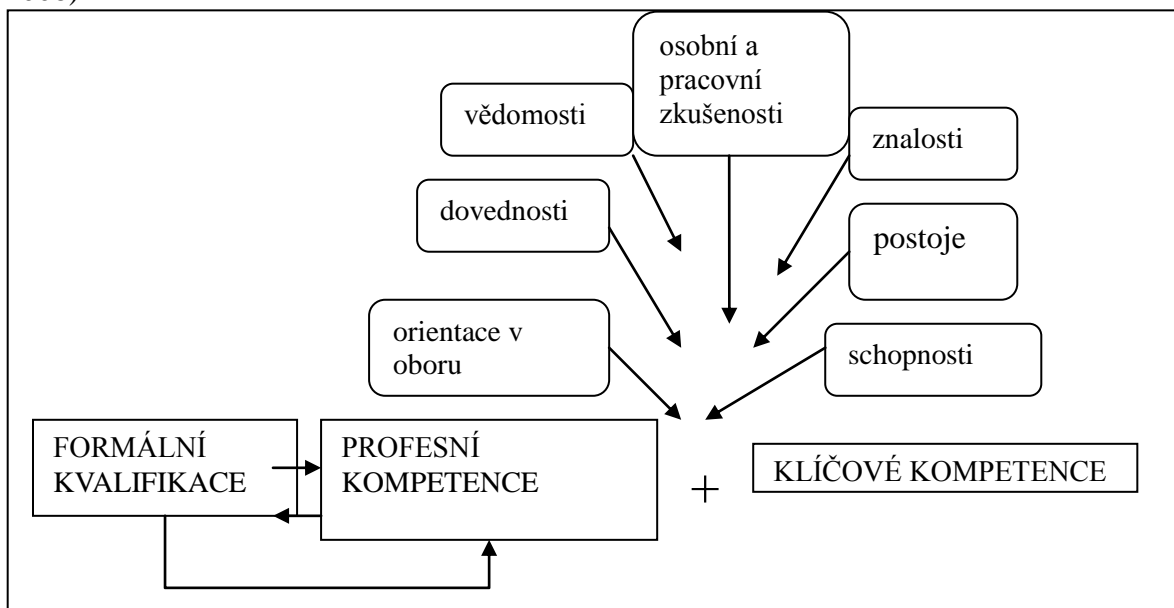 osobní a
pracovní
zkušenosti
vědomosti
znalosti
dovednosti
postoje
orientace v
oboru
schopnosti
FORMÁLNÍ
KVALIFIKACE
PROFESNÍ
KOMPETENCE
+
KLÍČOVÉ KOMPETENCE